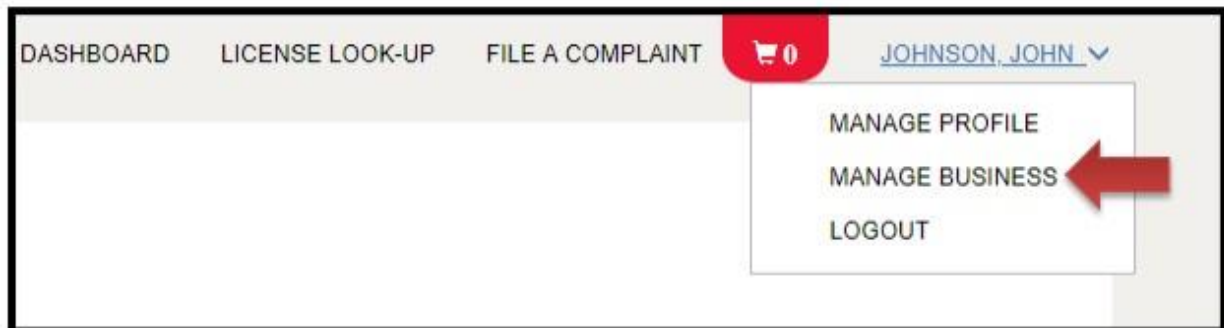 DASHBOARD LICENSE LOOK-UP FILE A COMPLAINT 0 JOHNSON, JOHN
MANAGE PROFILE
MANAGE BUSINESS
LOGOUT